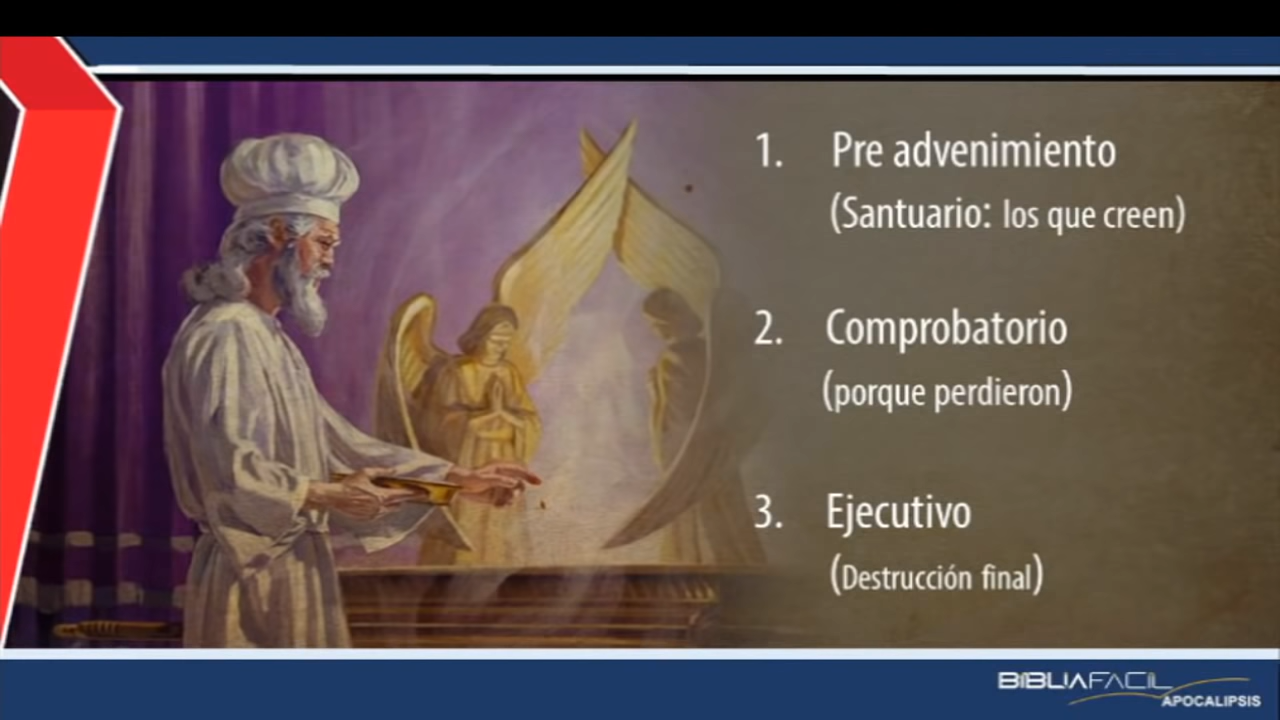 1. Pre advenimiento
(Santuario: los que creen)
2. Comprobatorio
(porque perdieron)
3. Ejecutivo
(Destrucción final)
BIBLIAFACIL
APOCALIPSIS